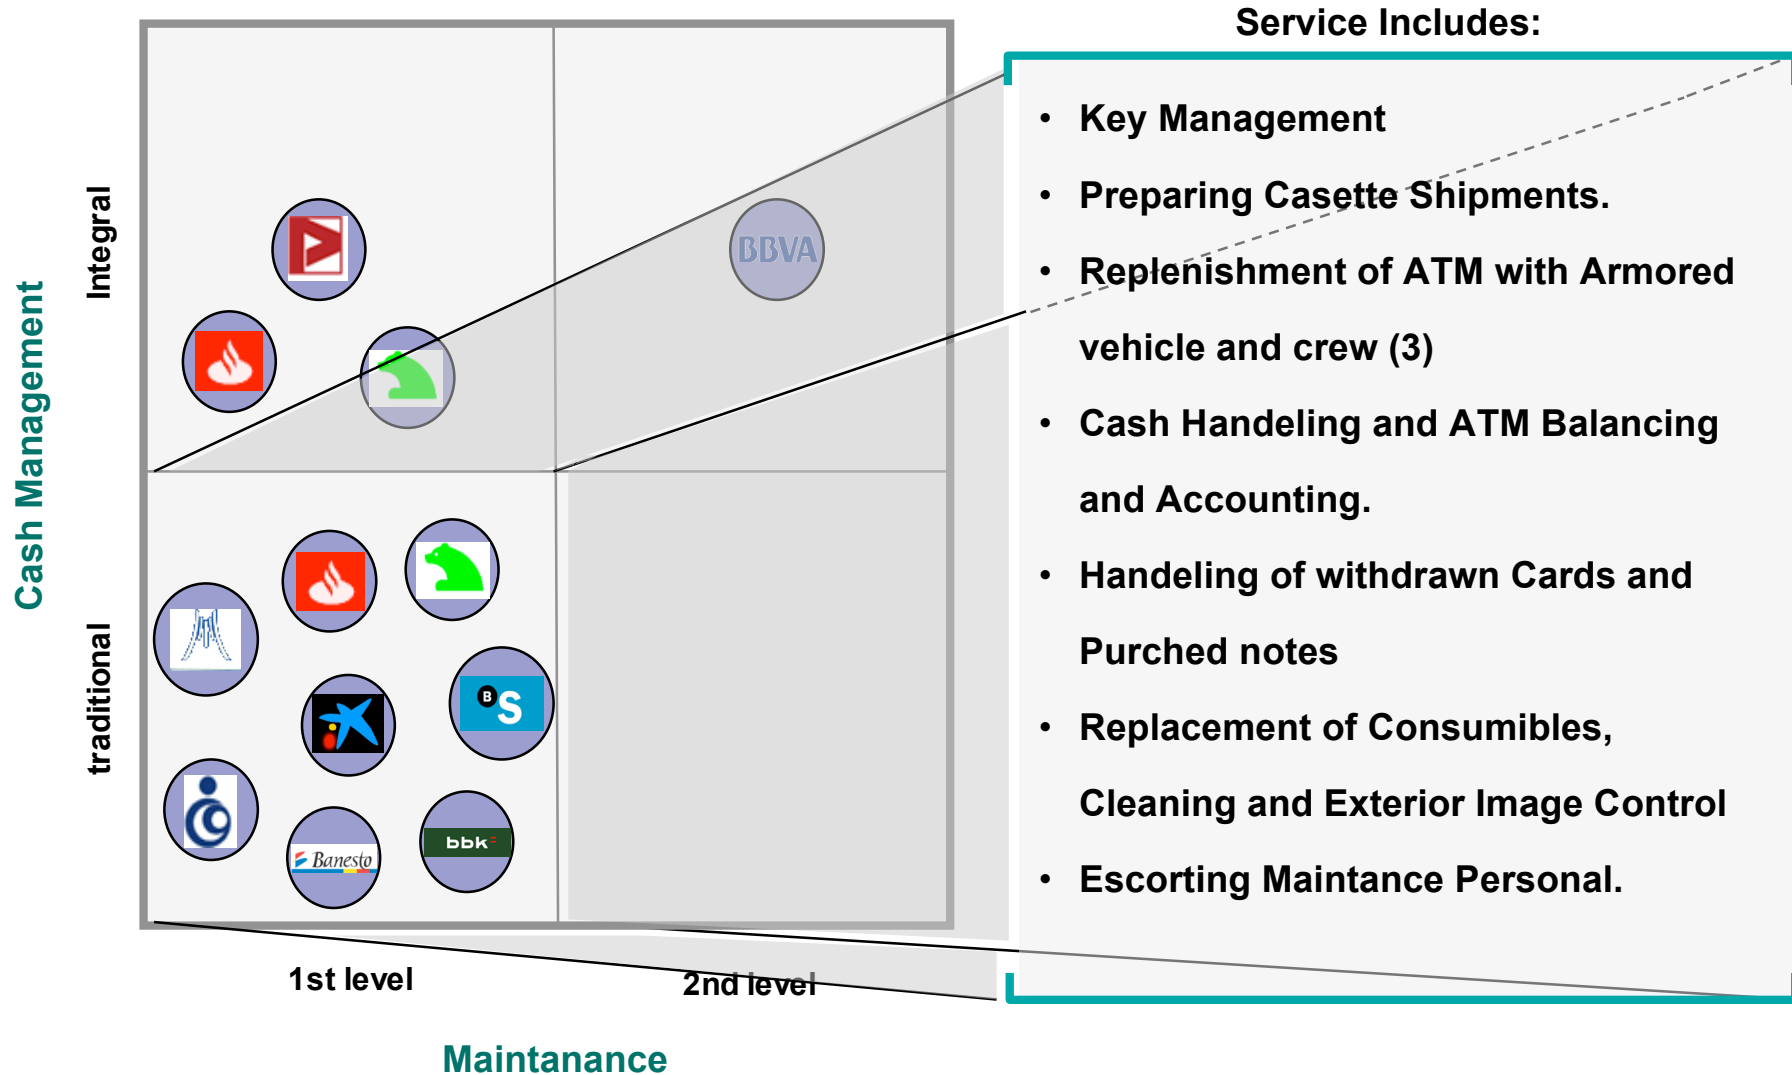 Service Includes:
• Key Management
• Preparing Casette Shipments.
• Replenishment of ATM with Armored
vehicle and crew (3)
• Cash Handeling and ATM Balancing
and Accounting.
• Handeling of withdrawn Cards and
Purched notes
• Replacement of Consumibles,
Cleaning and Exterior Image Control
• Escorting Maintance Personal.
Cash Management
Integral
traditional
BBVA
B
S
Banesto
bbk
1st level
2nd level
Maintanance